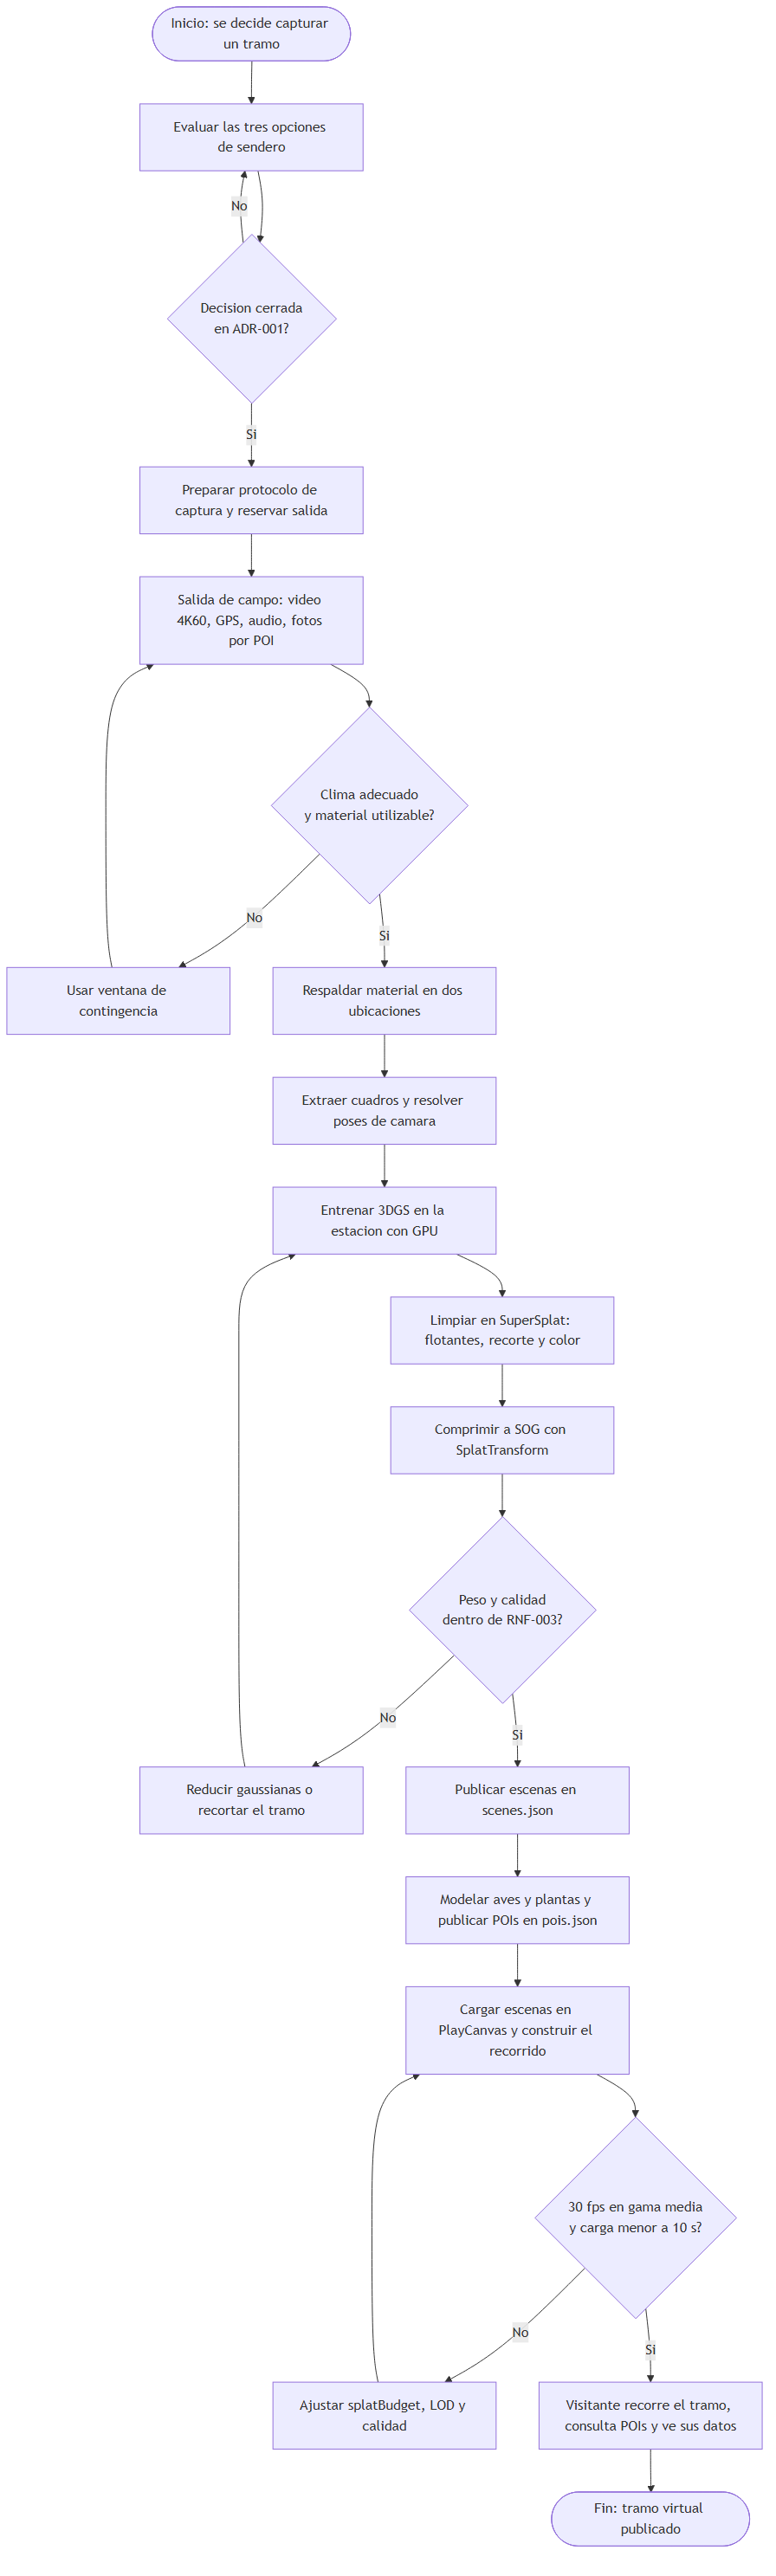 Inicio: se decide capturar
un tramo
Evaluar las tres opciones
de sendero
No
Decision cerrada
en ADR-001?
Si
Preparar protocolo de
captura y reservar salida
Salida de campo: video
4K60, GPS, audio, fotos
por POI
Clima adecuado
y material utilizable?
No
Si
Usar ventana de
contingencia
Respaldar material en dos
ubicaciones
Extraer cuadros y resolver
poses de camara
Entrenar 3DGS en la
estacion con GPU
Limpiar en SuperSplat:
flotantes, recorte y color
Comprimir a SOG con
SplatTransform
Peso y calidad
dentro de RNF-003?
No
Si
Reducir gaussianas o
recortar el tramo
Publicar escenas en
scenes.json
Modelar aves y plantas y
publicar POIs en pois.json
Cargar escenas en
PlayCanvas y construir el
recorrido
30 fps en gama media
y carga menor a 10 s?
No
Si
Ajustar splatBudget, LOD y
calidad
Visitante recorre el tramo,
consulta POIs y ve sus datos
Fin: tramo virtual
publicado